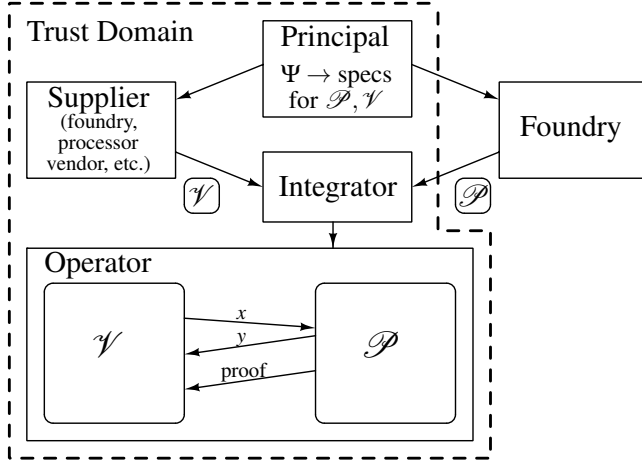 Trust Domain
Principal
Ψ → specs
for 𝒫, 𝒱
Supplier
(foundry,
processor
vendor, etc.)
Foundry
Integrator
𝒱
𝒫
Operator
𝒱
x
y
proof
𝒫